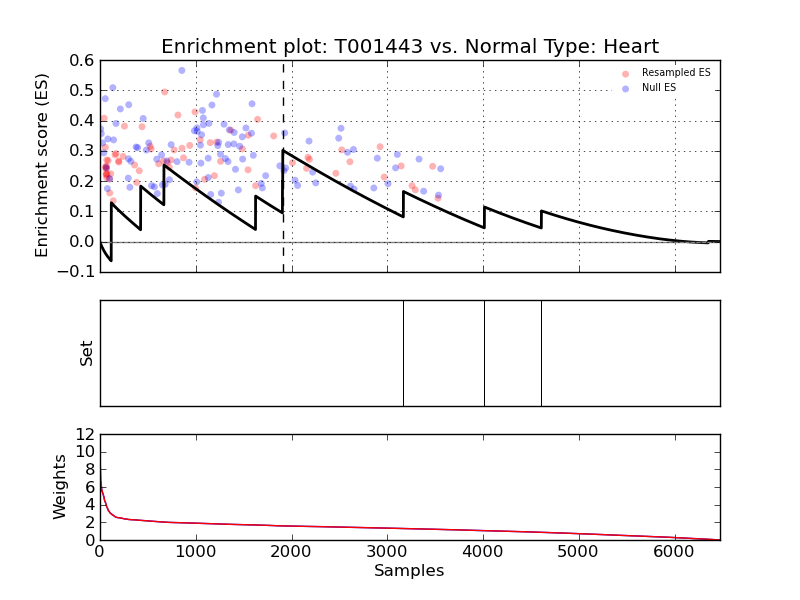 Enrichment plot: T001443 vs. Normal Type: Heart
Enrichment score (ES)
0.6
0.5
0.4
0.3
0.2
0.1
0.0
−0.1
Resampled ES
Null ES
Set
Weights
12
10
8
6
4
2
0
0 1000 2000 3000 4000 5000 6000
Samples